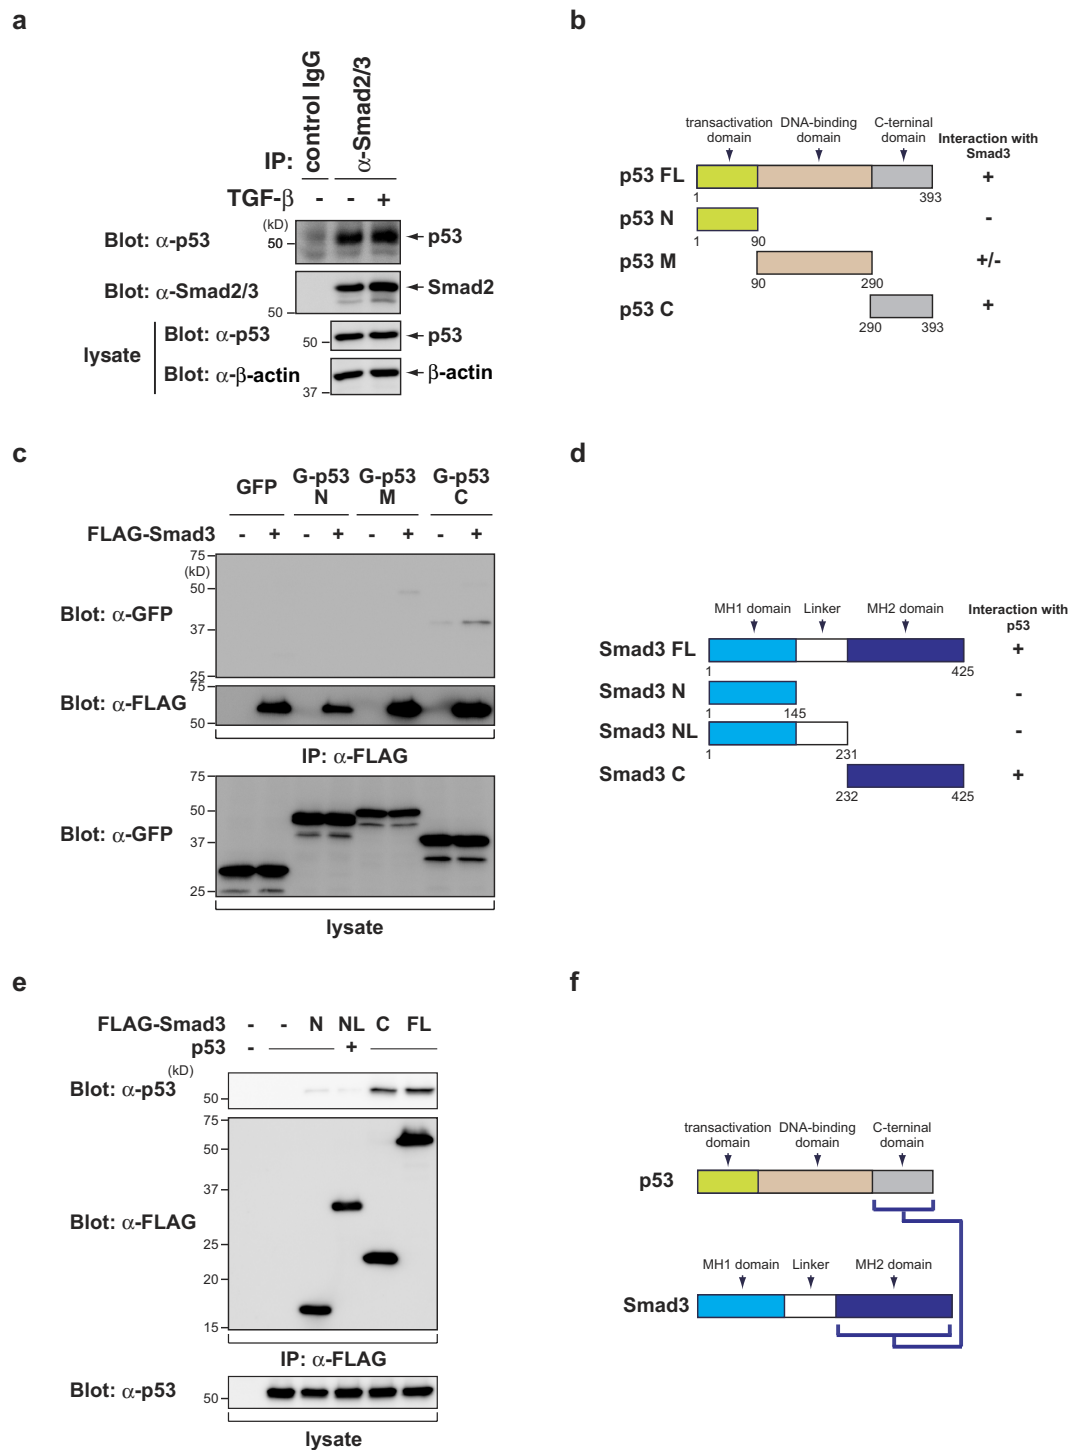 a
IP:
control IgG
α-Smad2/3
TGF-β - - +
(kD)
Blot: α-p53
50
p53
Blot: α-Smad2/3
Smad2
50
lysate
Blot: α-p53
50
p53
Blot: α-β-actin
β-actin
37
b
transactivation domain
DNA-binding domain
C-terninal domain
Interaction with Smad3
p53 FL
+
1 393
p53 N
-
1 90
p53 M
+/-
90 290
p53 C
+
290 393
c
GFP
G-p53 N
G-p53 M
G-p53 C
FLAG-Smad3 - + - + - + - +
75
(kD)
50
Blot: α-GFP
37
25
75
Blot: α-FLAG
50
IP: α-FLAG
75
50
Blot: α-GFP
37
25
lysate
d
MH1 domain
Linker
MH2 domain
Interaction with p53
Smad3 FL
+
1 425
Smad3 N
-
1 145
Smad3 NL
-
1 231
Smad3 C
+
232 425
e
FLAG-Smad3 - - N NL C FL
p53 - +
(kD)
Blot: α-p53
50
75
50
37
Blot: α-FLAG
25
20
15
IP: α-FLAG
Blot: α-p53
50
lysate
f
transactivation domain
DNA-binding domain
C-terninal domain
p53
MH1 domain
Linker
MH2 domain
Smad3